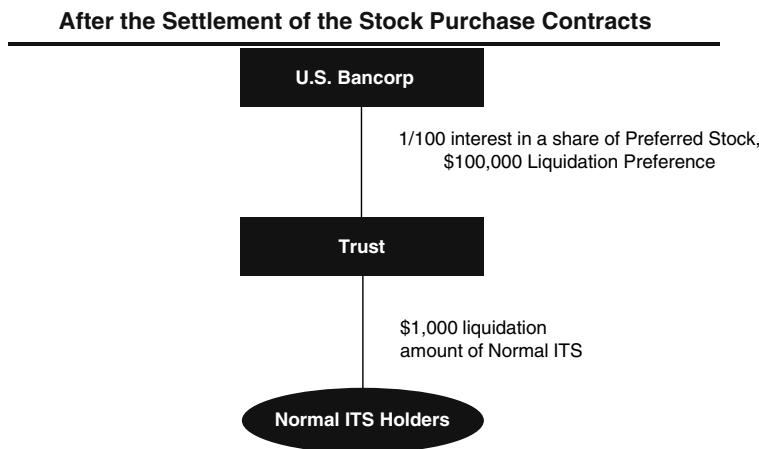 After the Settlement of the Stock Purchase Contracts
U.S. Bancorp
1/100 interest in a share of Preferred Stock,
$100,000 Liquidation Preference
Trust
$1,000 liquidation
amount of Normal ITS
Normal ITS Holders